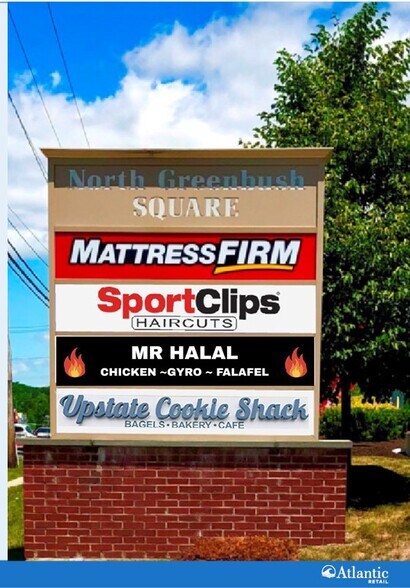 North Greenbush
SQUARE
MATTRESSFIRM
SportClips
HAIRCUTS
MR HALAL
CHICKEN ~GYRO ~ FALAFEL
Upstate Cookie Shack
BAGELS • BAKERY • CAFE
Atlantic
RETAIL